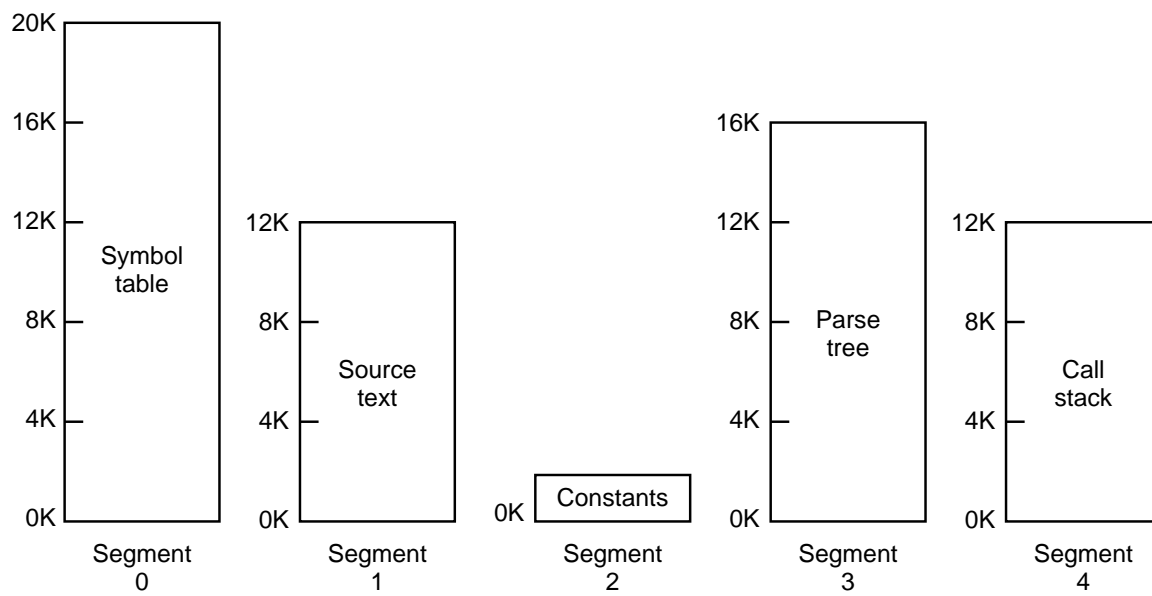 20K
16K
12K
8K
4K
0K
Symbol
table
Segment
0
12K
8K
4K
0K
Source
text
Segment
1
0K
Constants
Segment
2
16K
12K
8K
4K
0K
Parse
tree
Segment
3
12K
8K
4K
0K
Call
stack
Segment
4